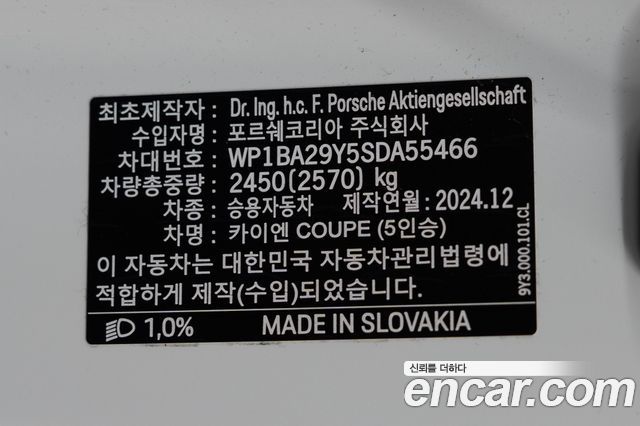 최초제작자 : Dr. Ing. h.c. F. Porsche Aktiengesellschaft
수입자명 : 포르쉐코리아 주식회사
차대번호 : WP1BA29Y5SDA55466
차량총중량 : 2450(2570) kg
차종 : 승용자동차 제작연월: 2024.12
차명 : 카이엔 COUPE (5인승)
이 자동차는 대한민국 자동차관리법령에
적합하게 제작(수입)되었습니다.
1,0% MADE IN SLOVAKIA
9Y3.000.101.CL
신뢰를 더하다
encar.com